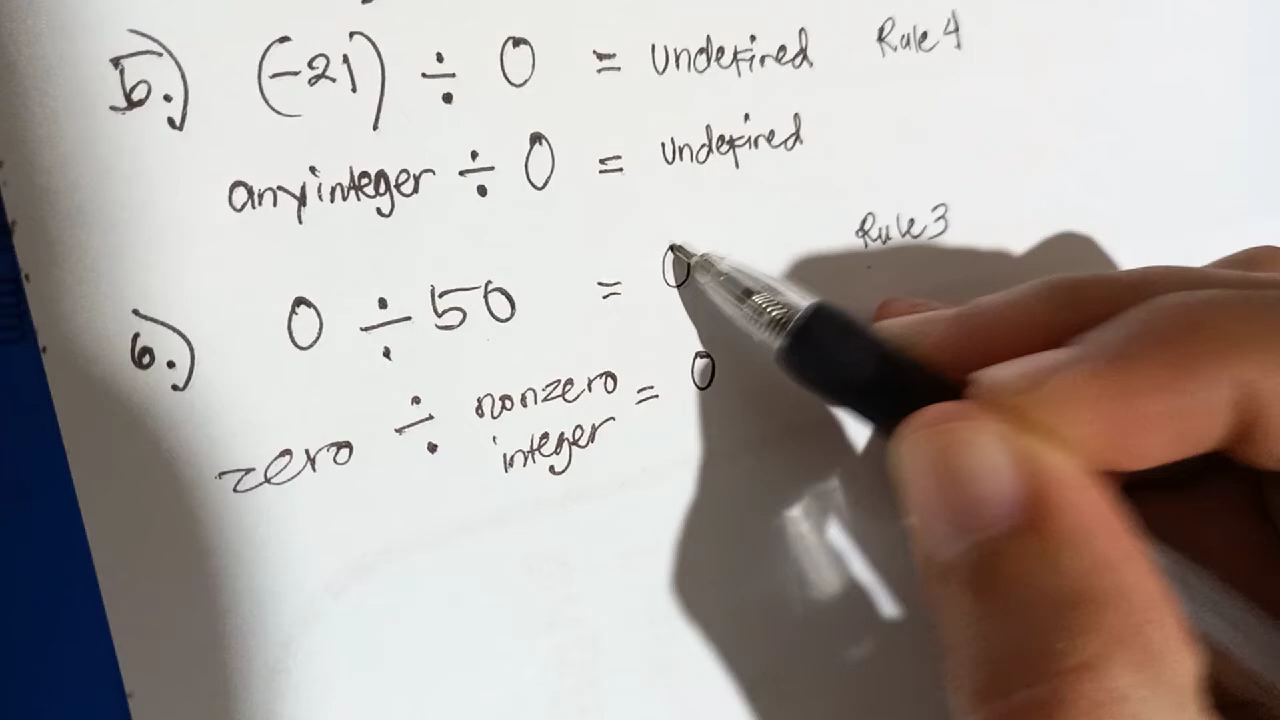 5.) (-21) ÷ 0 = undefined Rule 4
any integer ÷ 0 = undefined
Rule 3
6.) 0 ÷ 50 = 0
zero ÷ nonzero integer = 0